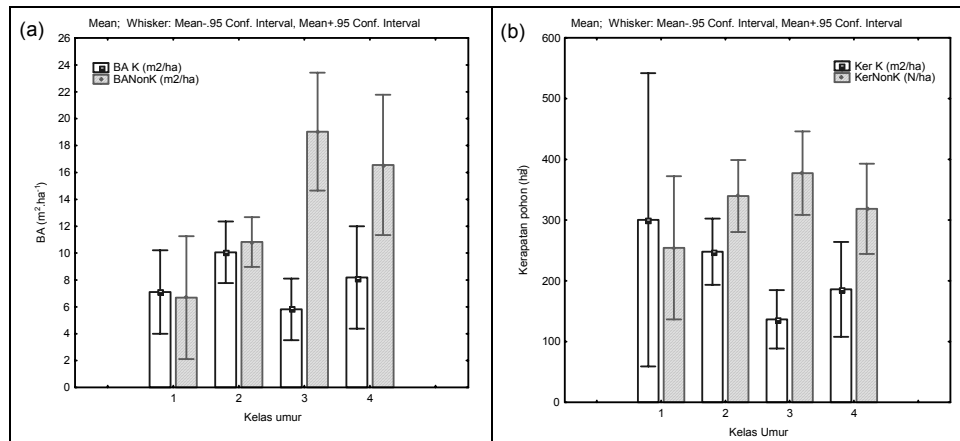 Mean; Whisker: Mean-.95 Conf. Interval, Mean+.95 Conf. Interval
(a)
BA K (m2/ha)
BANonK (m2/ha)
26
24
22
20
18
16
14
12
10
8
6
4
2
0
BA (m².ha⁻¹)
1 2 3 4
Kelas umur
Mean; Whisker: Mean-.95 Conf. Interval, Mean+.95 Conf. Interval
(b)
Ker K (m2/ha)
KerNonK (N/ha)
600
500
400
300
200
100
0
Kerapatan pohon (ha)
1 2 3 4
Kelas Umur